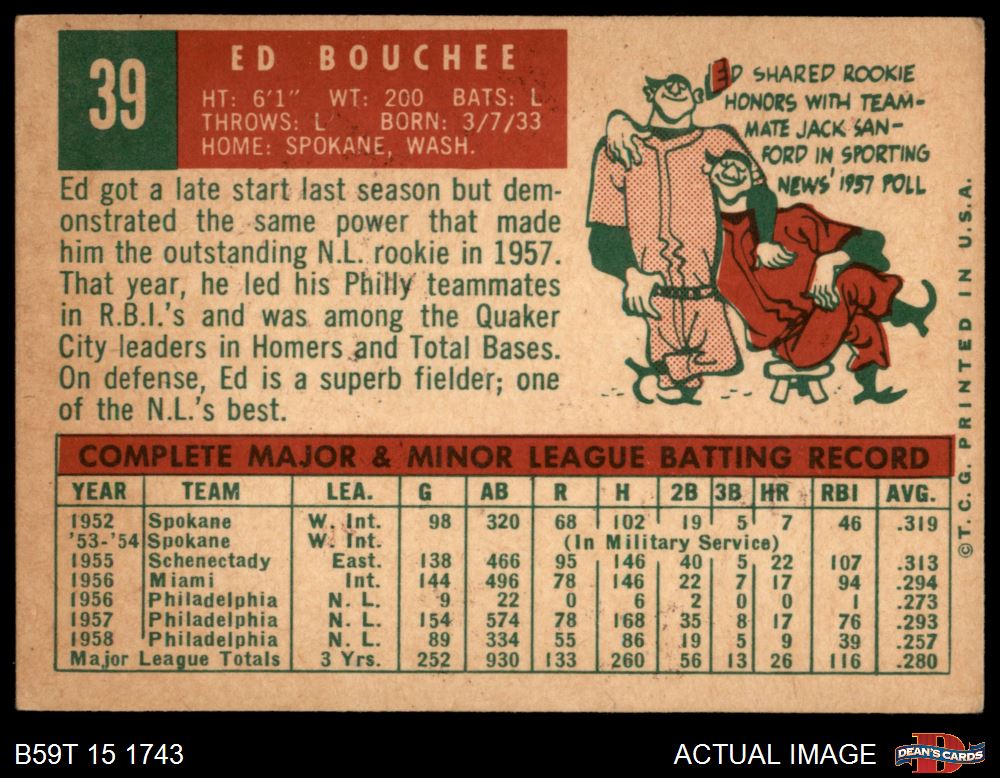 39
ED BOUCHEE
HT: 6'1" WT: 200 BATS: L
THROWS: L BORN: 3/7/33
HOME: SPOKANE, WASH.
Ed got a late start last season but dem-
onstrated the same power that made
him the outstanding N.L. rookie in 1957.
That year, he led his Philly teammates
in R.B.I.'s and was among the Quaker
City leaders in Homers and Total Bases.
On defense, Ed is a superb fielder; one
of the N.L.'s best.
ED SHARED ROOKIE
HONORS WITH TEAM-
MATE JACK SAN-
FORD IN SPORTING
NEWS' 1957 POLL
COMPLETE MAJOR & MINOR LEAGUE BATTING RECORD
YEAR TEAM LEA. G AB R H 2B 3B HR RBI AVG.
1952 Spokane W. Int. 98 320 68 102 19 5 7 46 .319
'53-'54 Spokane W. Int. (In Military Service)
1955 Schenectady East. 138 466 95 146 40 5 22 107 .313
1956 Miami Int. 144 496 78 146 22 7 17 94 .294
1956 Philadelphia N. L. 9 22 0 6 2 0 0 1 .273
1957 Philadelphia N. L. 154 574 78 168 35 8 17 76 .293
1958 Philadelphia N. L. 89 334 55 86 19 5 9 39 .257
Major League Totals 3 Yrs. 252 930 133 260 56 13 26 116 .280
©T. C. G. PRINTED IN U.S.A.
B59T 15 1743
ACTUAL IMAGE
DEAN'S CARDS